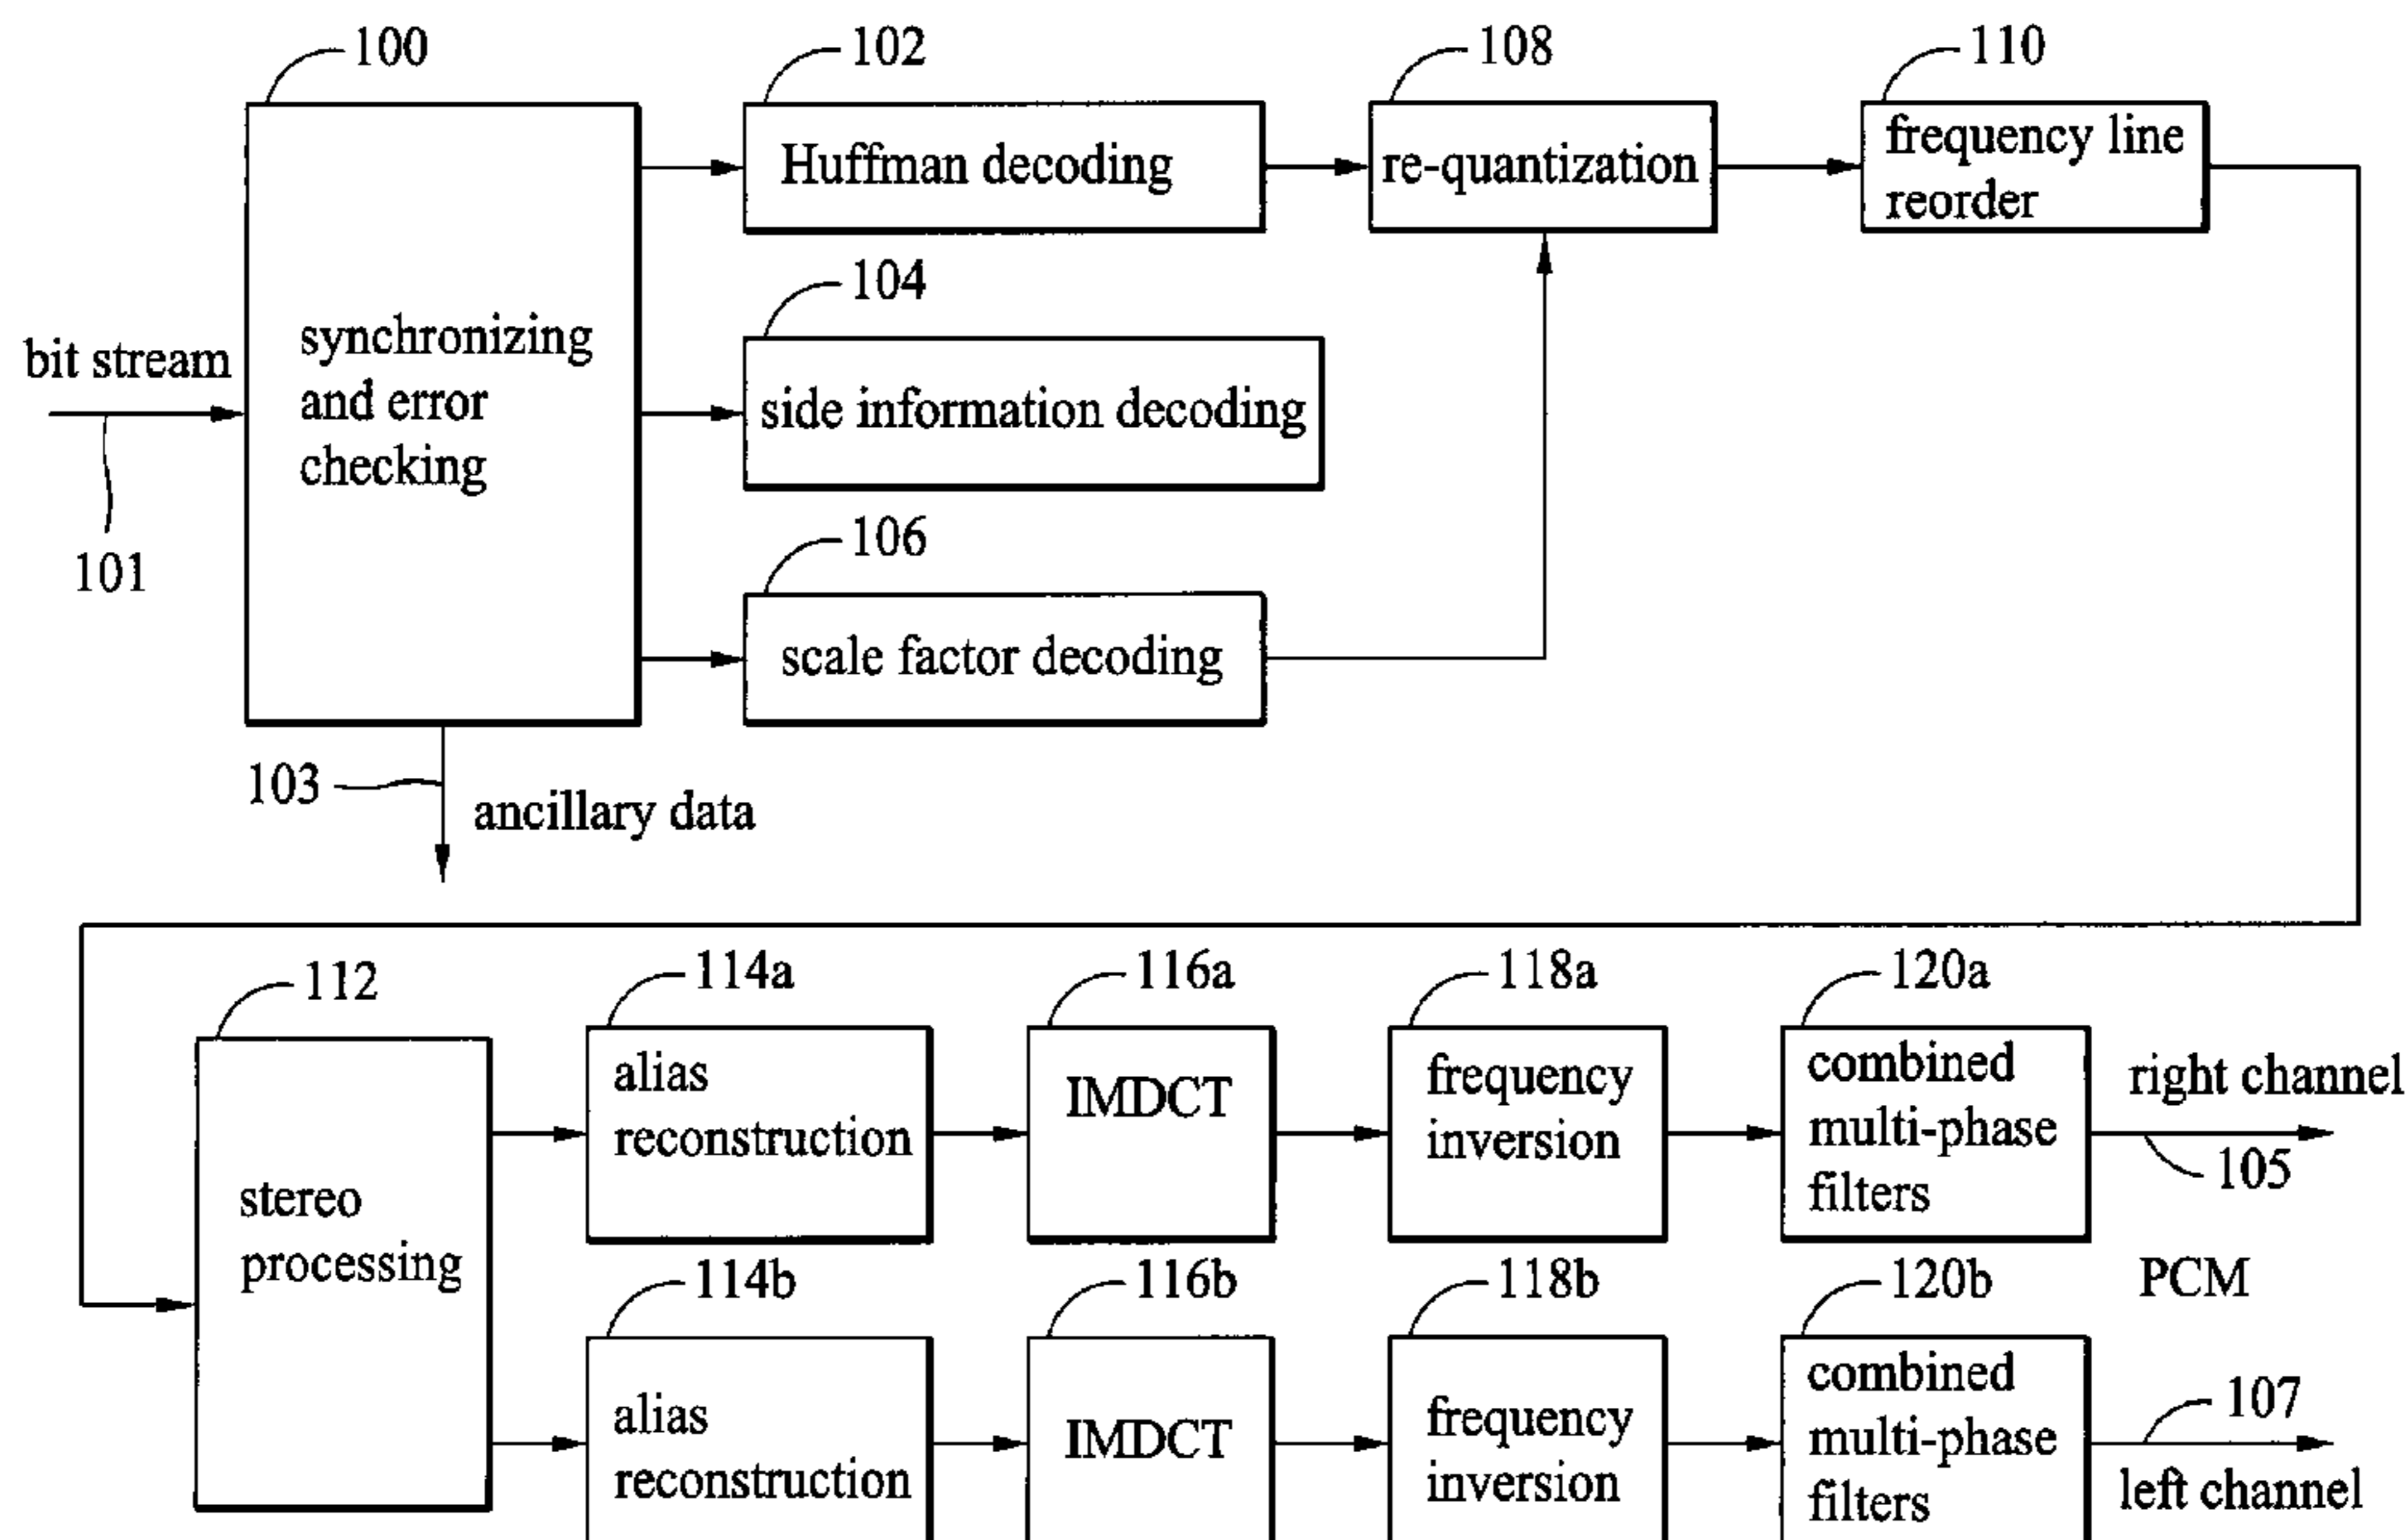 100
102
108
110
Huffman decoding
re-quantization
frequency line
reorder
104
bit stream
synchronizing
and error
checking
side information decoding
101
106
scale factor decoding
103
ancillary data
112
114a
116a
118a
120a
alias
reconstruction
IMDCT
frequency
inversion
combined
multi-phase
filters
right channel
105
stereo
processing
114b
116b
118b
120b
PCM
alias
reconstruction
IMDCT
frequency
inversion
combined
multi-phase
filters
107
left channel